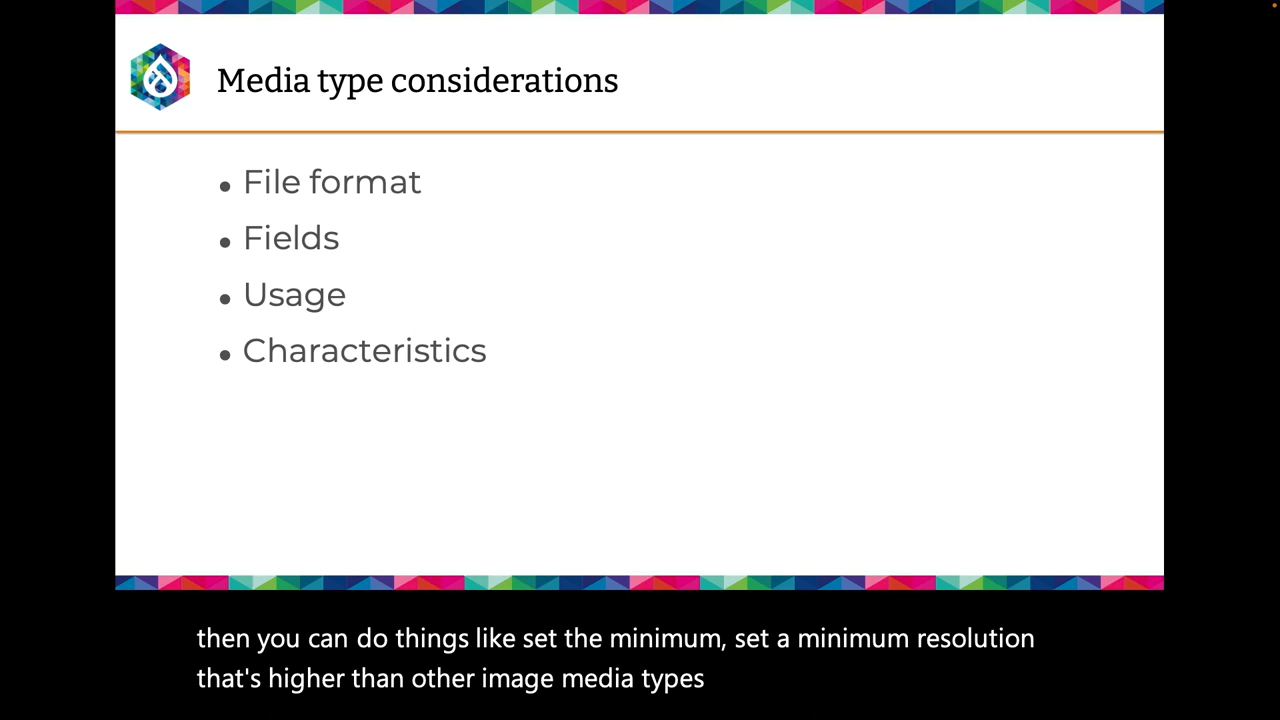 Media type considerations
• File format
• Fields
• Usage
• Characteristics
then you can do things like set the minimum, set a minimum resolution
that's higher than other image media types